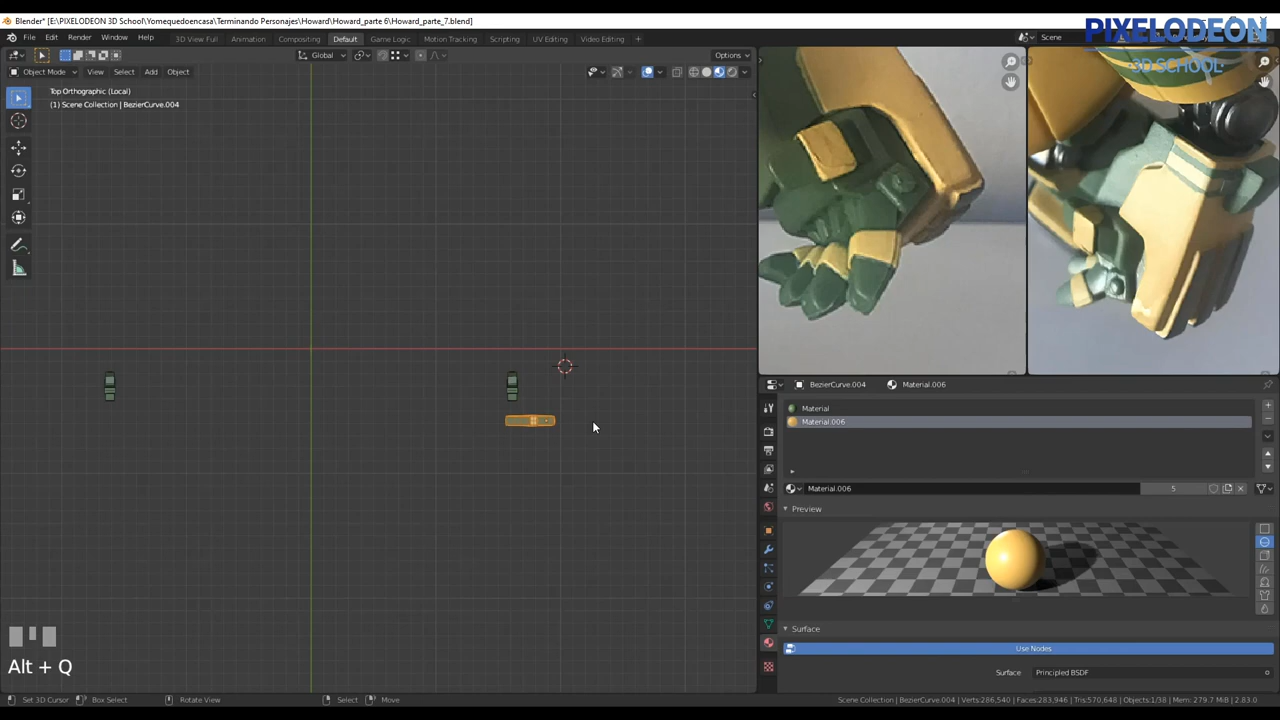 Blender* [E:\PIXELODEON 3D School\Yomequedoencasa\Terminando Personajes\Howard\Howard_parte 6\Howard_parte_7.blend]
PIXELODEON
3D SCHOOL
File Edit Render Window Help
3D View Full Animation Compositing Default Game Logic Motion Tracking Scripting UV Editing Video Editing +
Scene
Global
Options
Object Mode View Select Add Object
Top Orthographic (Local)
(1) Scene Collection | BezierCurve.004
BezierCurve.004 Material.006
Material
Material.006
Material.006 5
Preview
Surface
Use Nodes
Surface: Principled BSDF
Alt + Q
Set 3D Cursor Box Select Rotate View Select Move
Scene Collection | BezierCurve.004 | Verts:286,540 | Faces:283,946 | Tris:570,648 | Objects:1/38 | Mem: 279.7 MiB | 2.83.0